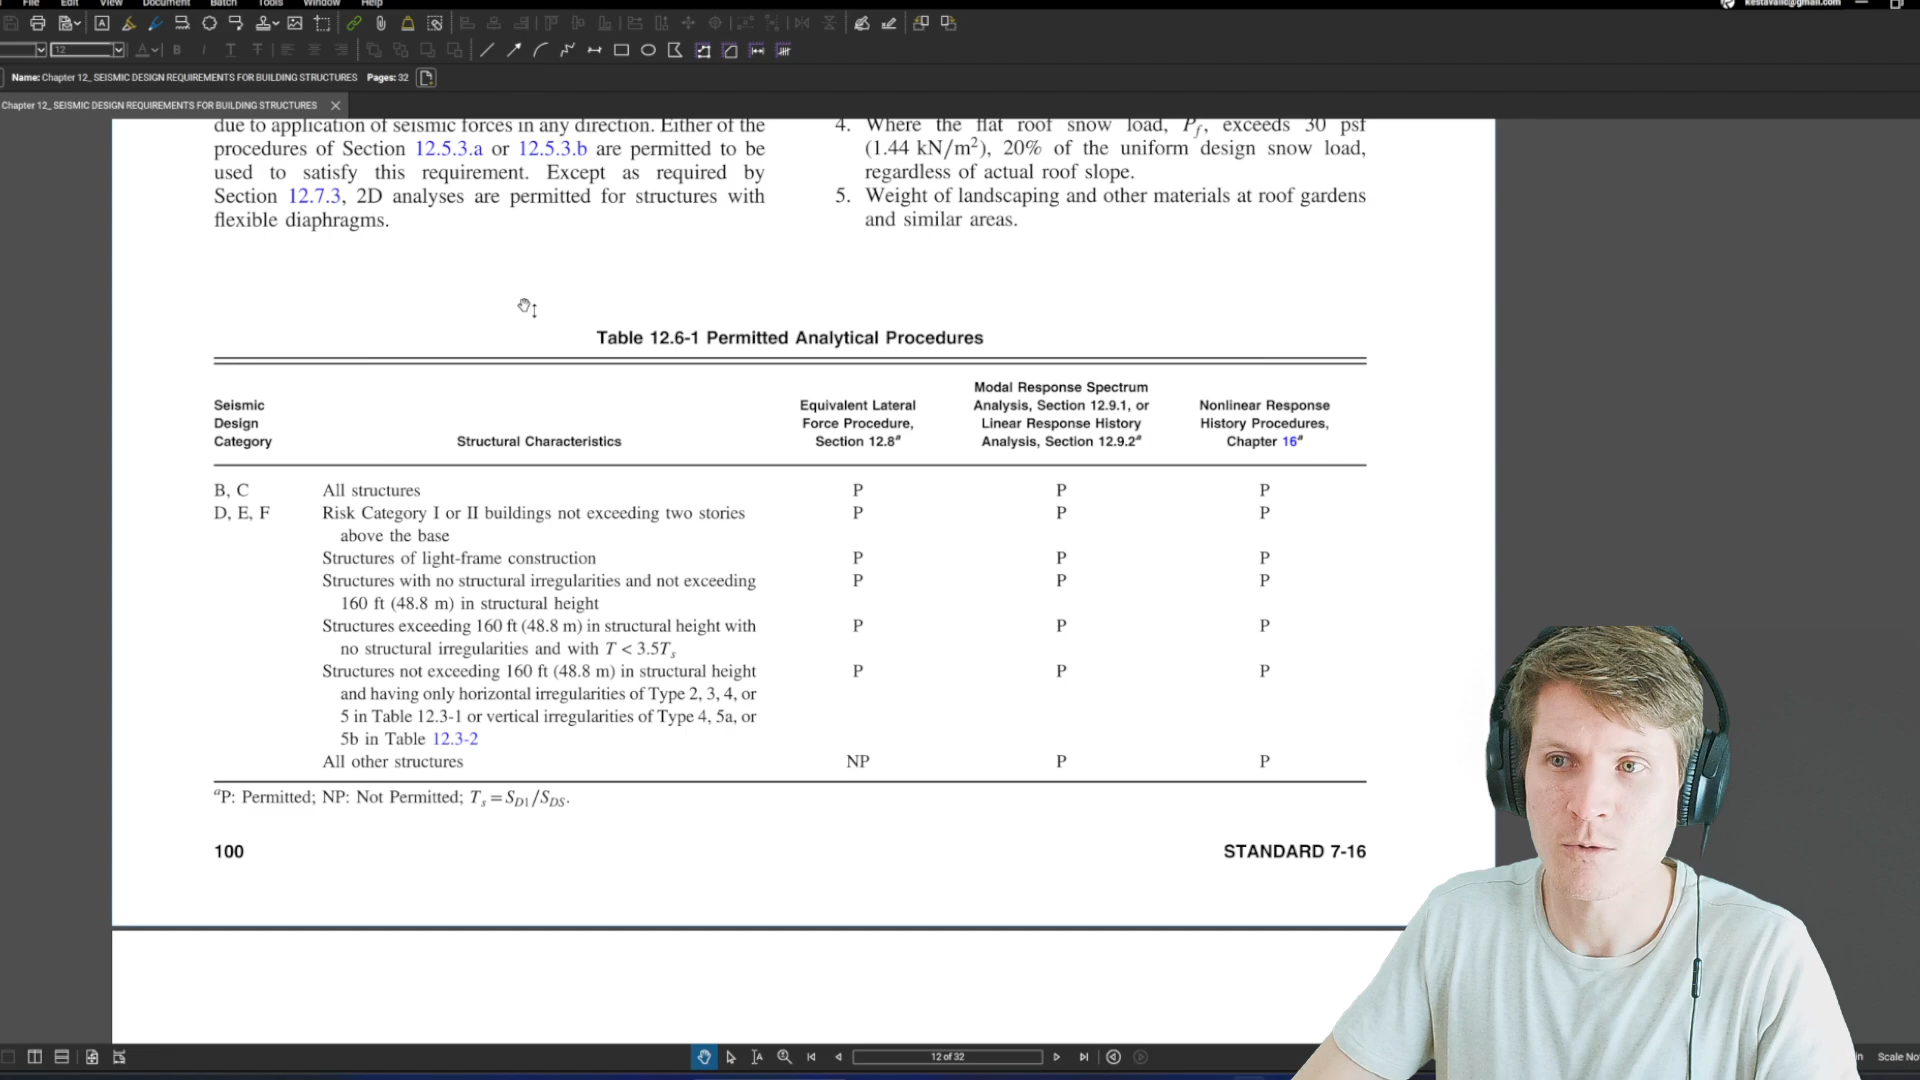 File Edit View Document Batch Tools Window Help
kestavalic@gmail.com
12
Name: Chapter 12_ SEISMIC DESIGN REQUIREMENTS FOR BUILDING STRUCTURES Pages: 32
Chapter 12_ SEISMIC DESIGN REQUIREMENTS FOR BUILDING STRUCTURES
due to application of seismic forces in any direction. Either of the
procedures of Section 12.5.3.a or 12.5.3.b are permitted to be
used to satisfy this requirement. Except as required by
Section 12.7.3, 2D analyses are permitted for structures with
flexible diaphragms.
4. Where the flat roof snow load, Pf, exceeds 30 psf
(1.44 kN/m²), 20% of the uniform design snow load,
regardless of actual roof slope.
5. Weight of landscaping and other materials at roof gardens
and similar areas.
Table 12.6-1 Permitted Analytical Procedures
Seismic
Design
Category
Structural Characteristics
Equivalent Lateral
Force Procedure,
Section 12.8ᵃ
Modal Response Spectrum
Analysis, Section 12.9.1, or
Linear Response History
Analysis, Section 12.9.2ᵃ
Nonlinear Response
History Procedures,
Chapter 16ᵃ
B, C All structures P P P
D, E, F Risk Category I or II buildings not exceeding two stories P P P
above the base
Structures of light-frame construction P P P
Structures with no structural irregularities and not exceeding P P P
160 ft (48.8 m) in structural height
Structures exceeding 160 ft (48.8 m) in structural height with P P P
no structural irregularities and with T < 3.5Ts
Structures not exceeding 160 ft (48.8 m) in structural height P P P
and having only horizontal irregularities of Type 2, 3, 4, or
5 in Table 12.3-1 or vertical irregularities of Type 4, 5a, or
5b in Table 12.3-2
All other structures NP P P
ᵃP: Permitted; NP: Not Permitted; Ts = SD1/SDS.
100 STANDARD 7-16
12 of 32